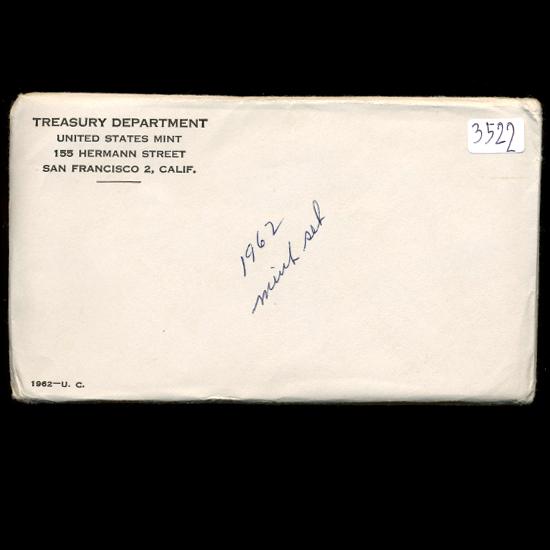 TREASURY DEPARTMENT
UNITED STATES MINT
155 HERMANN STREET
SAN FRANCISCO 2, CALIF.
3522
1962
mint set
1962—U. C.